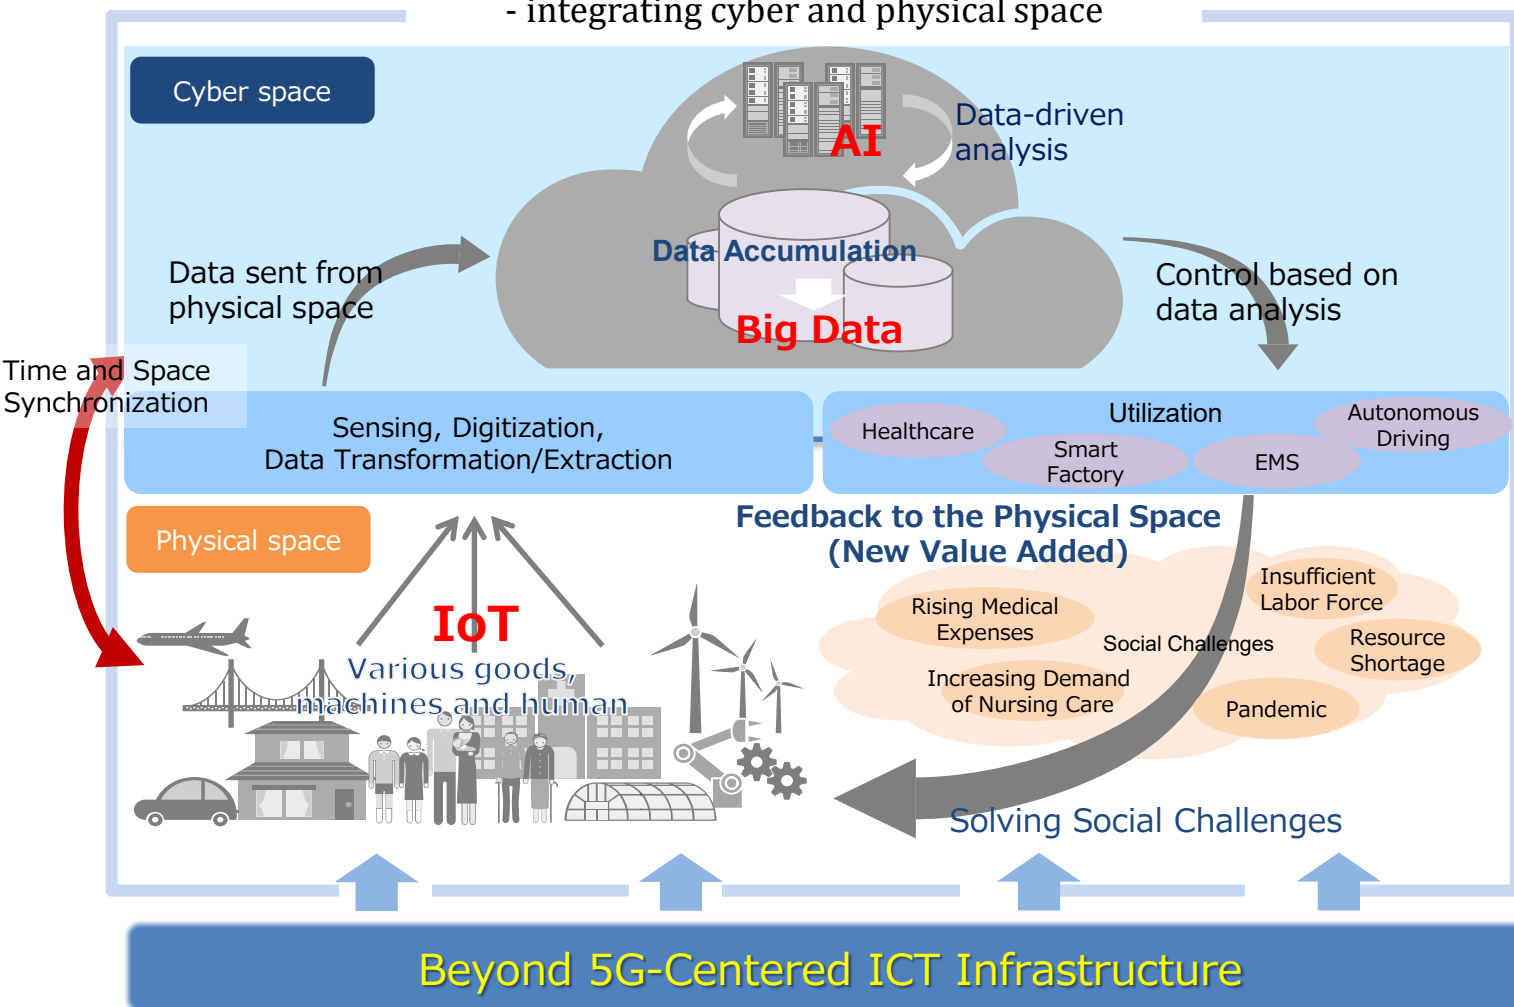 - integrating cyber and physical space
Cyber space
AI
Data-driven
analysis
Data Accumulation
Big Data
Data sent from
physical space
Control based on
data analysis
Time and Space
Synchronization
Sensing, Digitization,
Data Transformation/Extraction
Utilization
Healthcare
Smart
Factory
EMS
Autonomous
Driving
Physical space
Feedback to the Physical Space
(New Value Added)
IoT
Various goods,
machines and human
Insufficient
Labor Force
Rising Medical
Expenses
Social Challenges
Resource
Shortage
Increasing Demand
of Nursing Care
Pandemic
Solving Social Challenges
Beyond 5G-Centered ICT Infrastructure